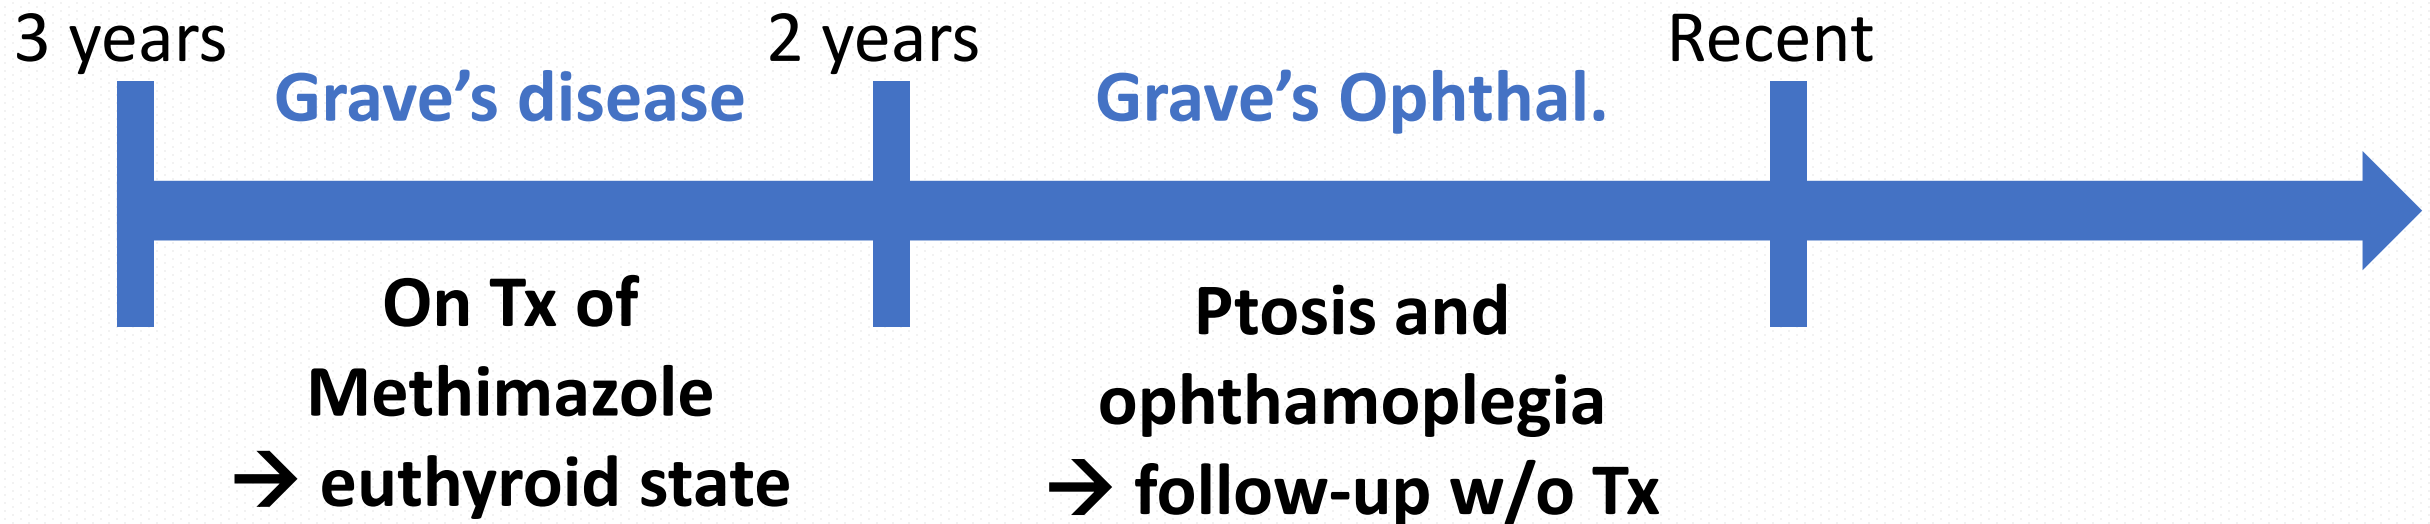 3 years
2 years
Recent
Grave’s disease
Grave’s Ophthal.
On Tx of
Methimazole
→ euthyroid state
Ptosis and
ophthamoplegia
→ follow-up w/o Tx